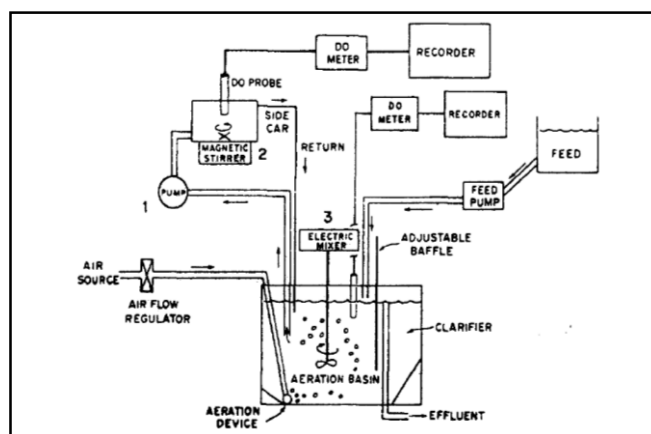 DO
METER
RECORDER
DO PROBE
SIDE
CAR
MAGNETIC
STIRRER
2
DO
METER
RECORDER
RETURN
FEED
PUMP
1
FEED
PUMP
3
ELECTRIC
MIXER
ADJUSTABLE
BAFFLE
AIR
SOURCE
AIR FLOW
REGULATOR
CLARIFIER
AERATION BASIN
AERATION
DEVICE
EFFLUENT